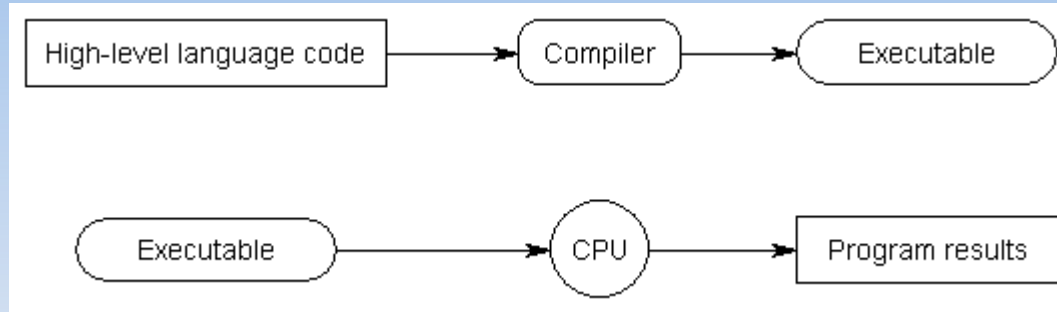 High-level language code
Compiler
Executable
Executable
CPU
Program results